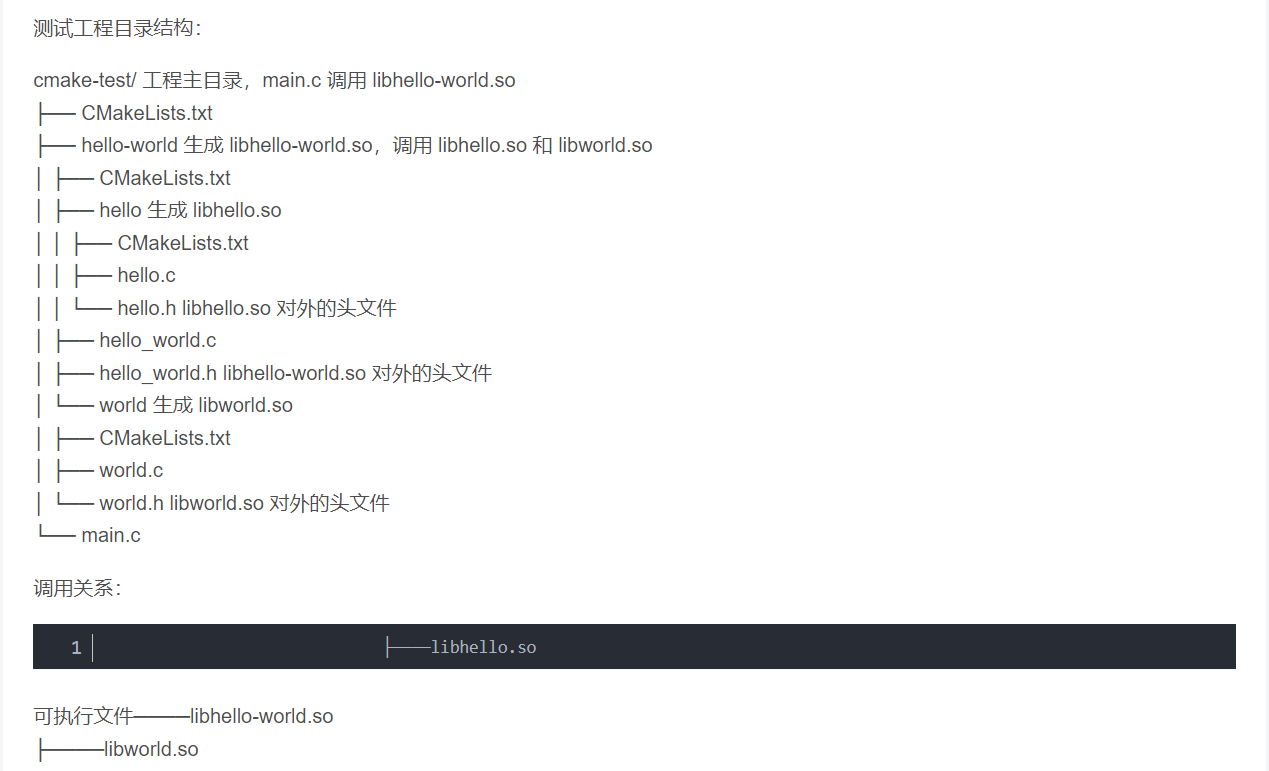 测试工程目录结构：
cmake-test/ 工程主目录，main.c 调用 libhello-world.so
├── CMakeLists.txt
├── hello-world 生成 libhello-world.so，调用 libhello.so 和 libworld.so
│ ├── CMakeLists.txt
│ ├── hello 生成 libhello.so
│ │ ├── CMakeLists.txt
│ │ ├── hello.c
│ │ └── hello.h libhello.so 对外的头文件
│ ├── hello_world.c
│ ├── hello_world.h libhello-world.so 对外的头文件
│ └── world 生成 libworld.so
│ ├── CMakeLists.txt
│ ├── world.c
│ └── world.h libworld.so 对外的头文件
└── main.c
调用关系：
1 ├────libhello.so
可执行文件───libhello-world.so
├────libworld.so